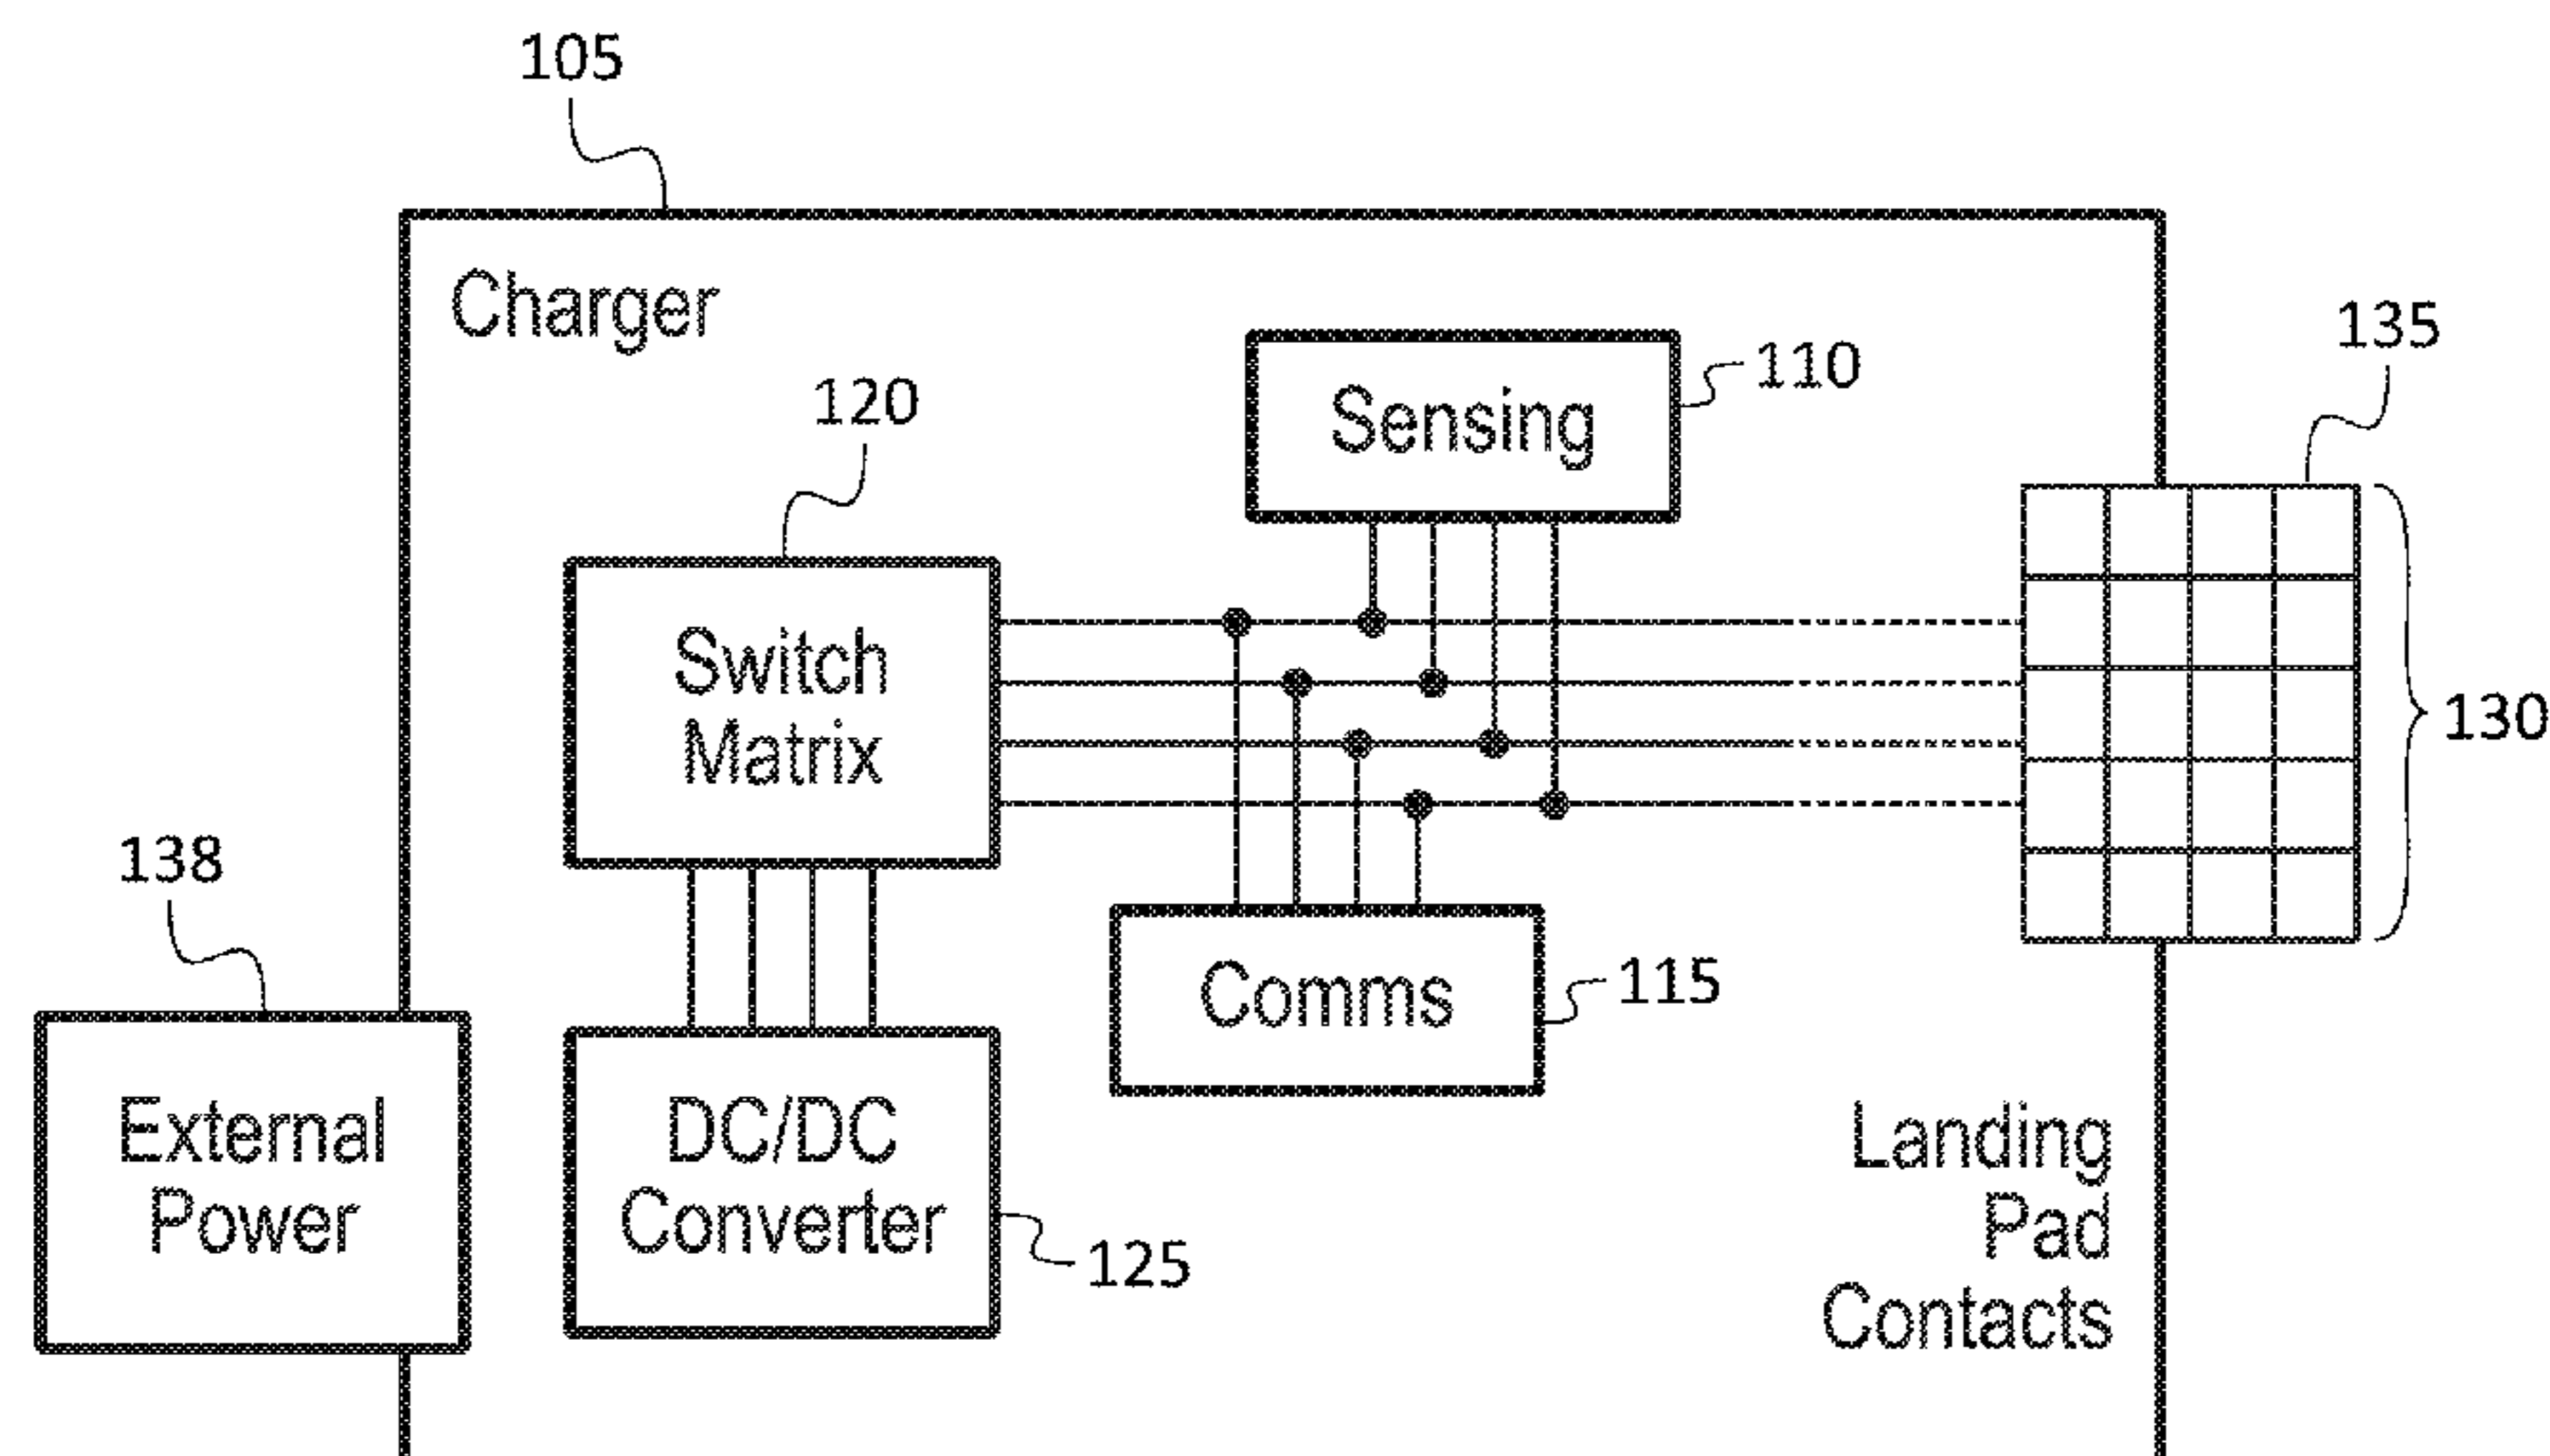 105
Charger
135
110
Sensing
120
Switch
Matrix
130
138
Comms
115
External
Power
DC/DC
Converter
125
Landing
Pad
Contacts